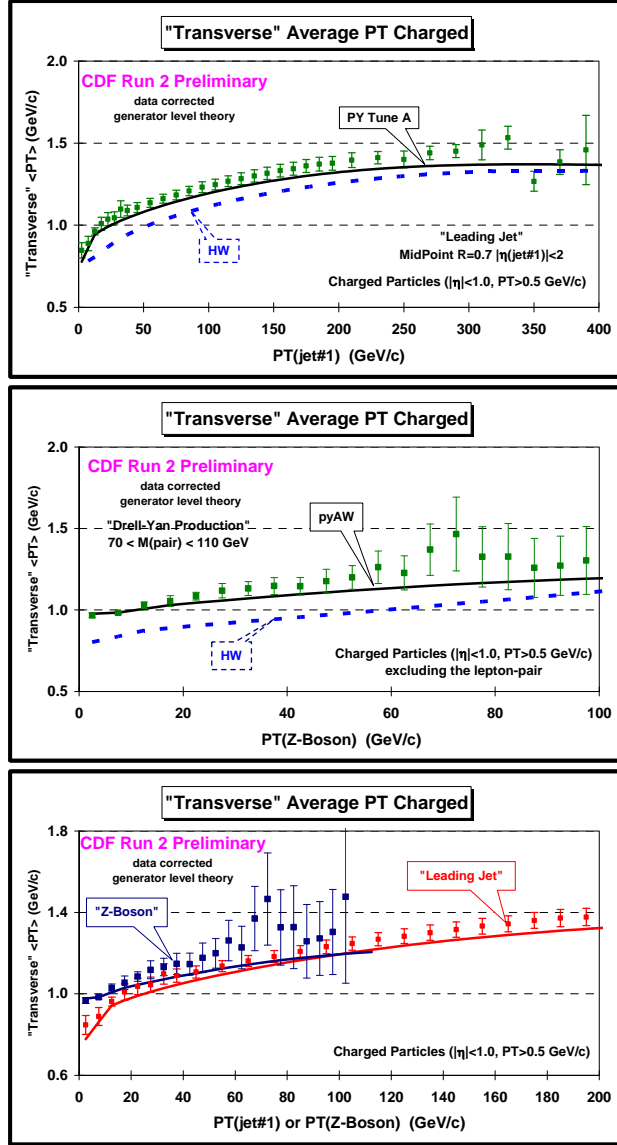 "Transverse" Average PT Charged
CDF Run 2 Preliminary
data corrected
generator level theory
PY Tune A
HW
"Leading Jet"
MidPoint R=0.7 |η(jet#1)|<2
Charged Particles (|η|<1.0, PT>0.5 GeV/c)
"Transverse" <PT> (GeV/c)
2.0
1.5
1.0
0.5
0 50 100 150 200 250 300 350 400
PT(jet#1) (GeV/c)
"Transverse" Average PT Charged
CDF Run 2 Preliminary
data corrected
generator level theory
"Drell-Yan Production"
70 < M(pair) < 110 GeV
pyAW
HW
Charged Particles (|η|<1.0, PT>0.5 GeV/c)
excluding the lepton-pair
"Transverse" <PT> (GeV/c)
2.0
1.5
1.0
0.5
0 20 40 60 80 100
PT(Z-Boson) (GeV/c)
"Transverse" Average PT Charged
CDF Run 2 Preliminary
data corrected
generator level theory
"Z-Boson"
"Leading Jet"
Charged Particles (|η|<1.0, PT>0.5 GeV/c)
"Transverse" <PT> (GeV/c)
1.8
1.4
1.0
0.6
0 20 40 60 80 100 120 140 160 180 200
PT(jet#1) or PT(Z-Boson) (GeV/c)